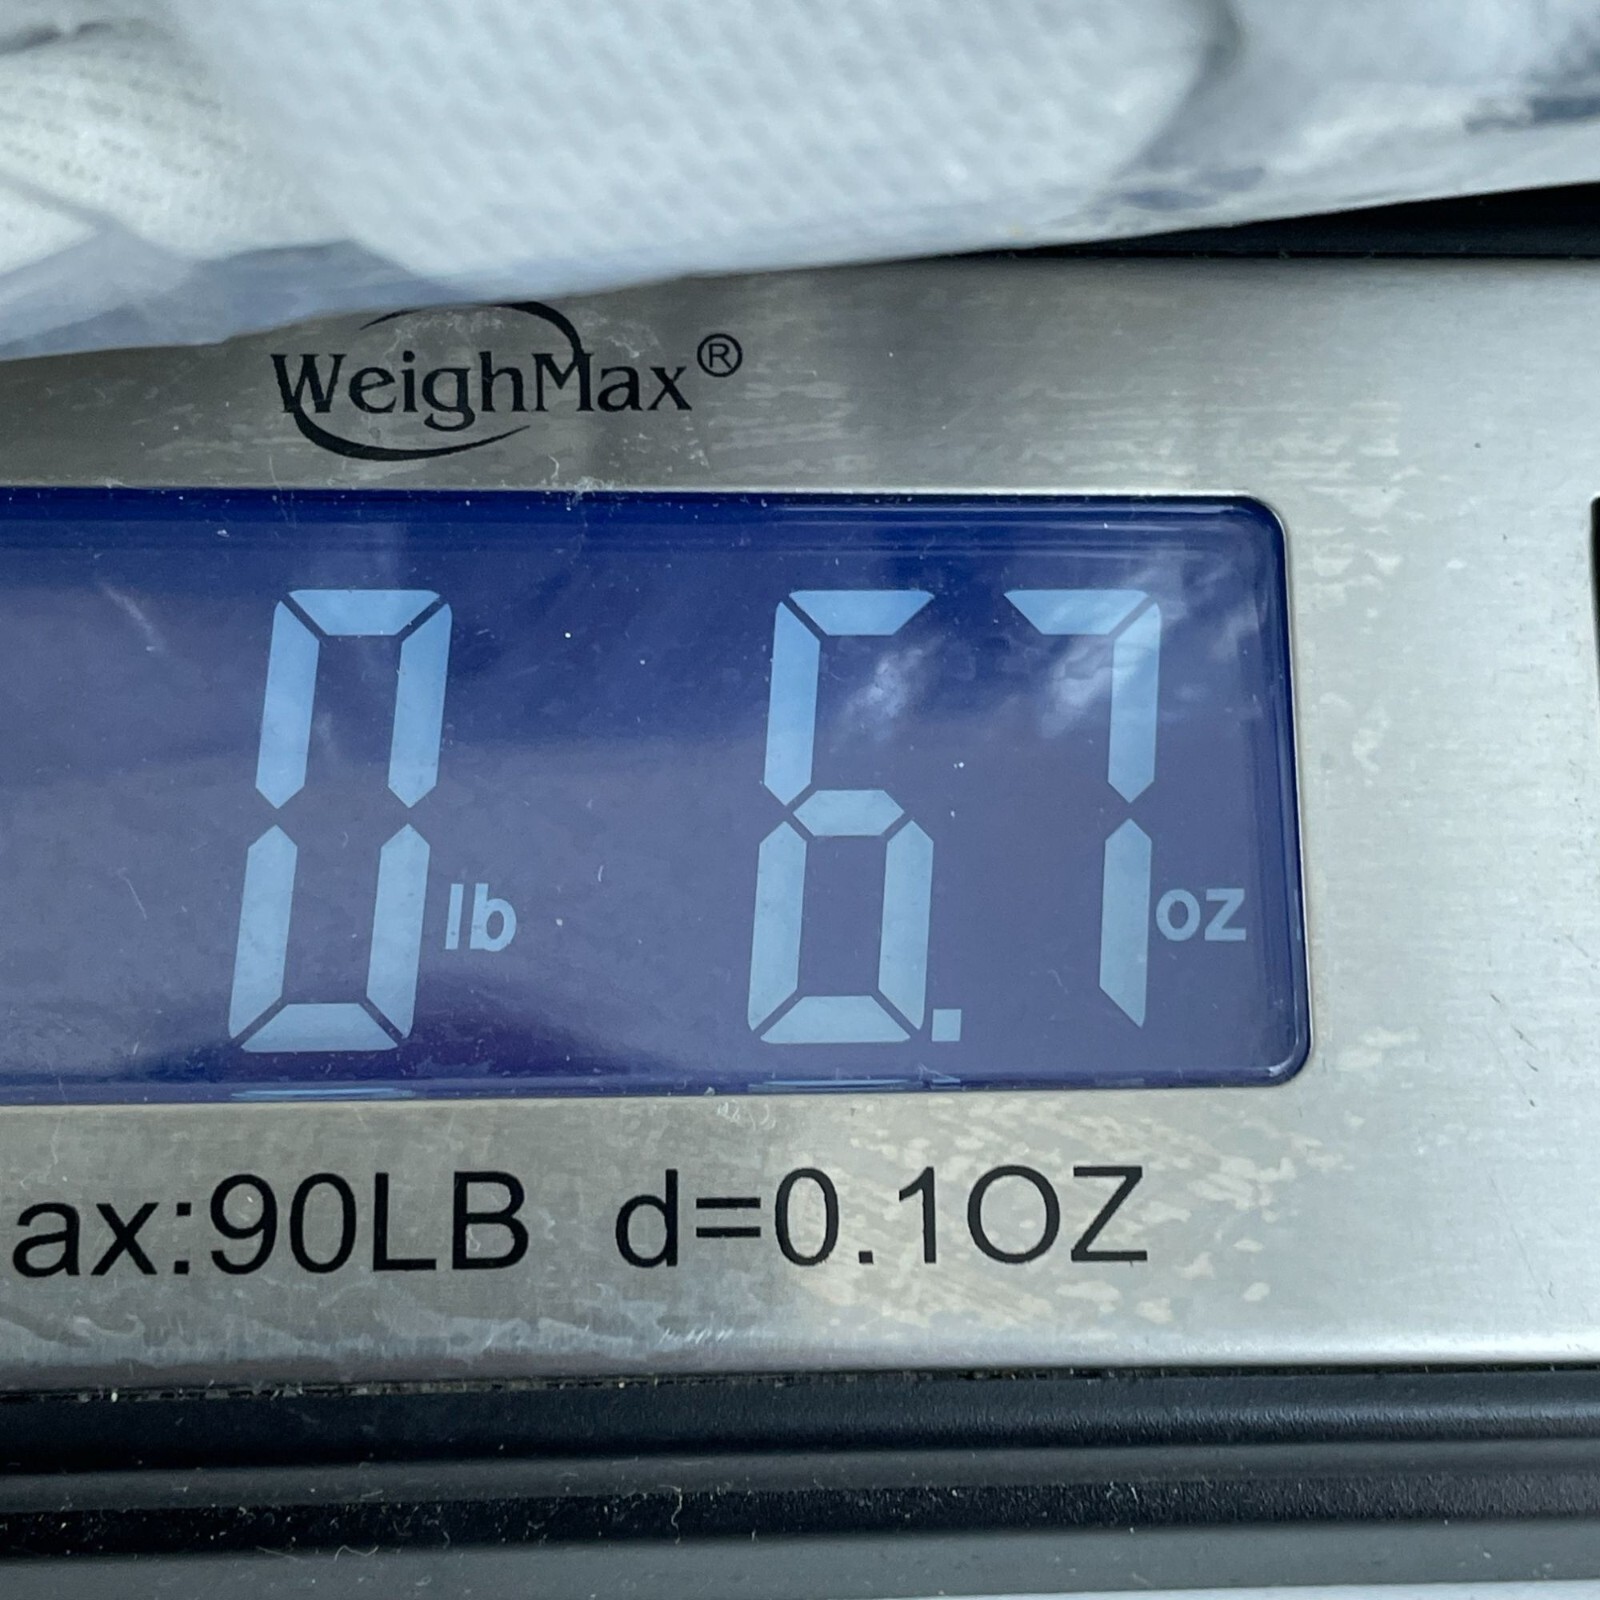 WeighMax®
0 lb 6.7 oz
ax:90LB d=0.1OZ